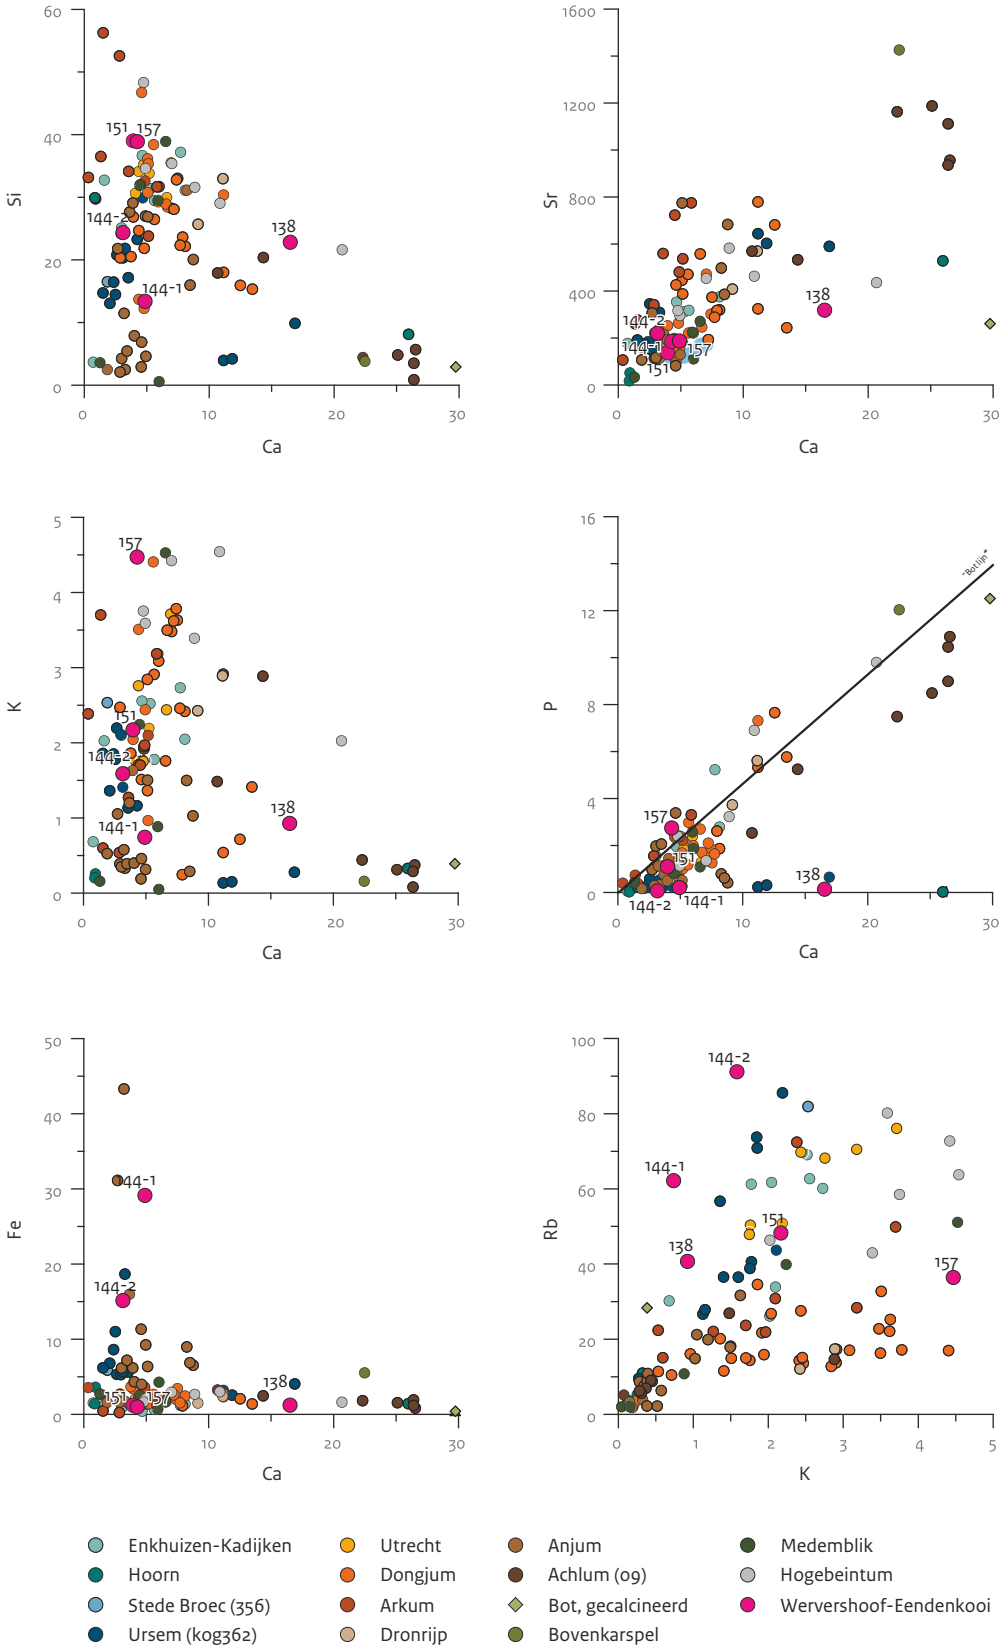 60
40
20
0
Si
151 157
144-2
138
144-1
0 10 20 30
Ca
1600
1200
800
400
0
Sr
138
144-2
144-1
157
151
0 10 20 30
Ca
5
4
3
2
1
0
K
157
151
144-2
144-1
138
0 10 20 30
Ca
16
12
8
4
0
P
"Bot lijn"
157
151
138
144-2 144-1
0 10 20 30
Ca
50
40
30
20
10
0
Fe
144-1
144-2
151 157
138
0 10 20 30
Ca
100
80
60
40
20
0
Rb
144-2
144-1
151
138
157
0 1 2 3 4 5
K
Enkhuizen-Kadijken
Hoorn
Stede Broec (356)
Ursem (kog362)
Utrecht
Dongjum
Arkum
Dronrijp
Anjum
Achlum (09)
Bot, gecalcineerd
Bovenkarspel
Medemblik
Hogebeintum
Wervershoof-Eendenkooi